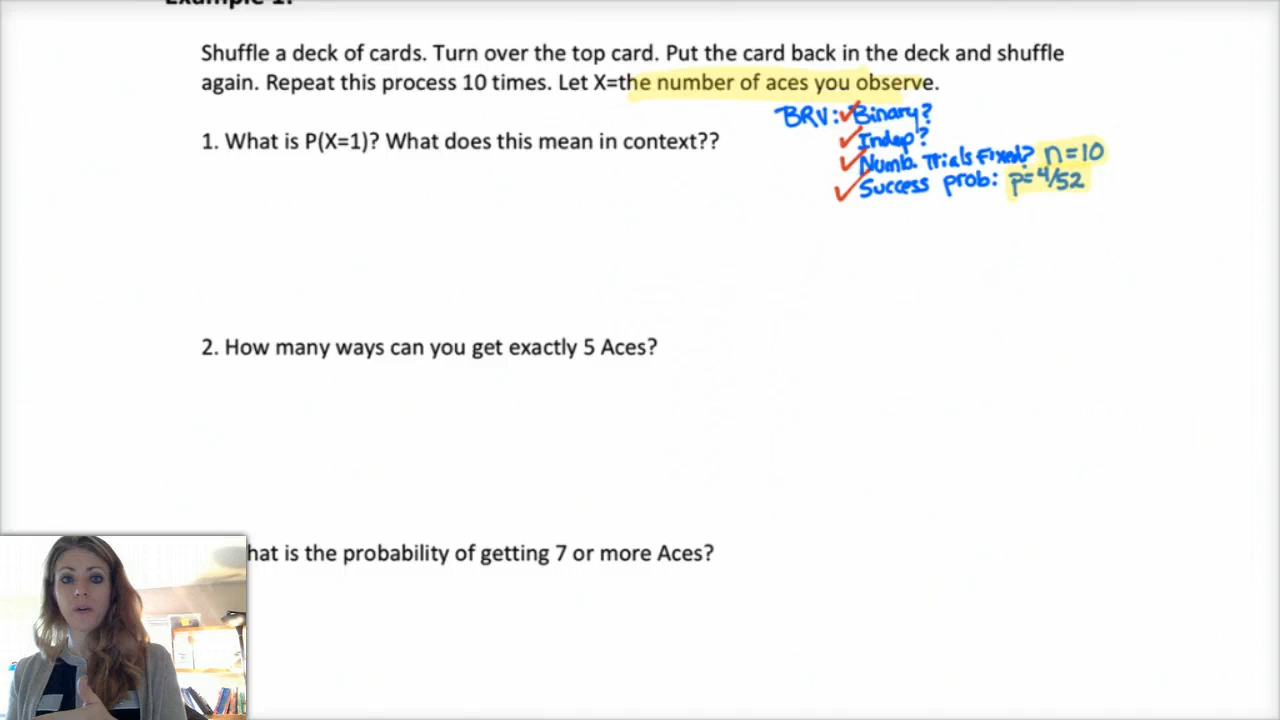 Example 1:
Shuffle a deck of cards. Turn over the top card. Put the card back in the deck and shuffle
again. Repeat this process 10 times. Let X=the number of aces you observe.
BRV: Binary?
Indep?
1. What is P(X=1)? What does this mean in context??
Numb. Trials Fixed? n=10
Success prob: p=4/52
2. How many ways can you get exactly 5 Aces?
hat is the probability of getting 7 or more Aces?